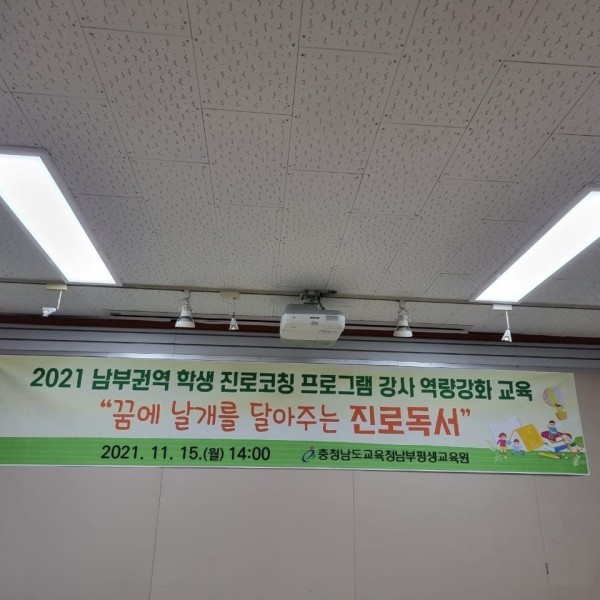 2021 남부권역 학생 진로코칭 프로그램 강사 역량강화 교육
“꿈에 날개를 달아주는 진로독서”
2021. 11. 15.(월) 14:00 충청남도교육청남부평생교육원